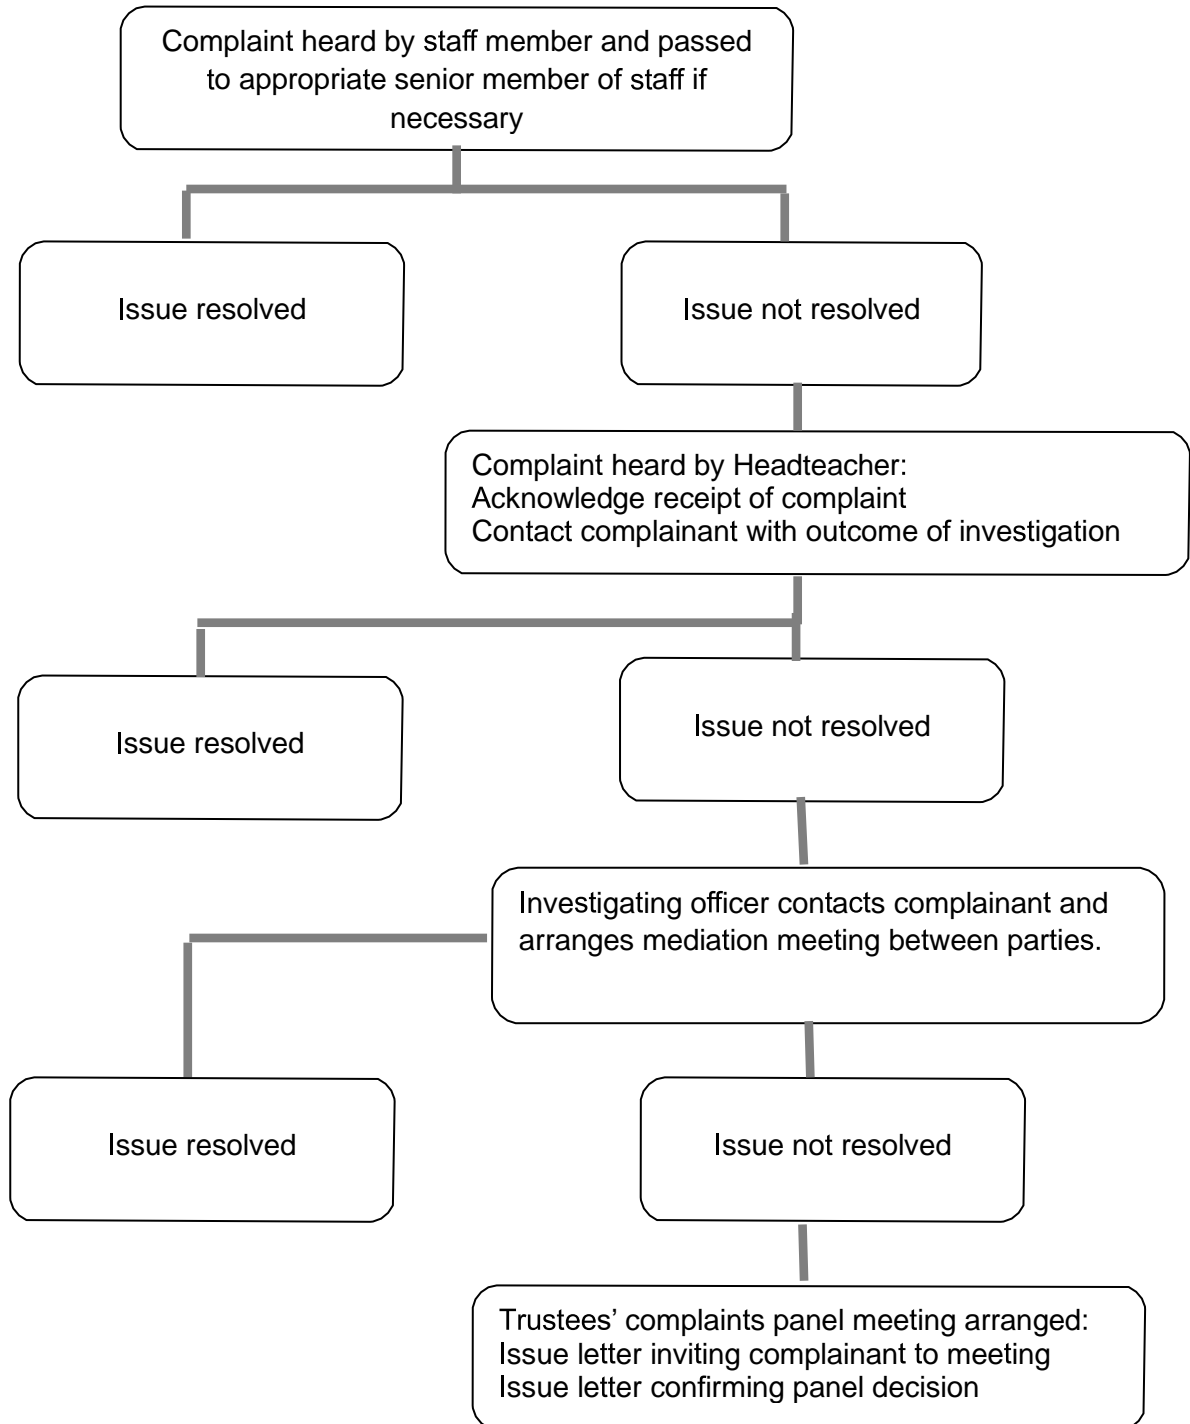 Complaint heard by staff member and passed
to appropriate senior member of staff if
necessary
Issue resolved
Issue not resolved
Complaint heard by Headteacher:
Acknowledge receipt of complaint
Contact complainant with outcome of investigation
Issue resolved
Issue not resolved
Investigating officer contacts complainant and
arranges mediation meeting between parties.
Issue resolved
Issue not resolved
Trustees’ complaints panel meeting arranged:
Issue letter inviting complainant to meeting
Issue letter confirming panel decision